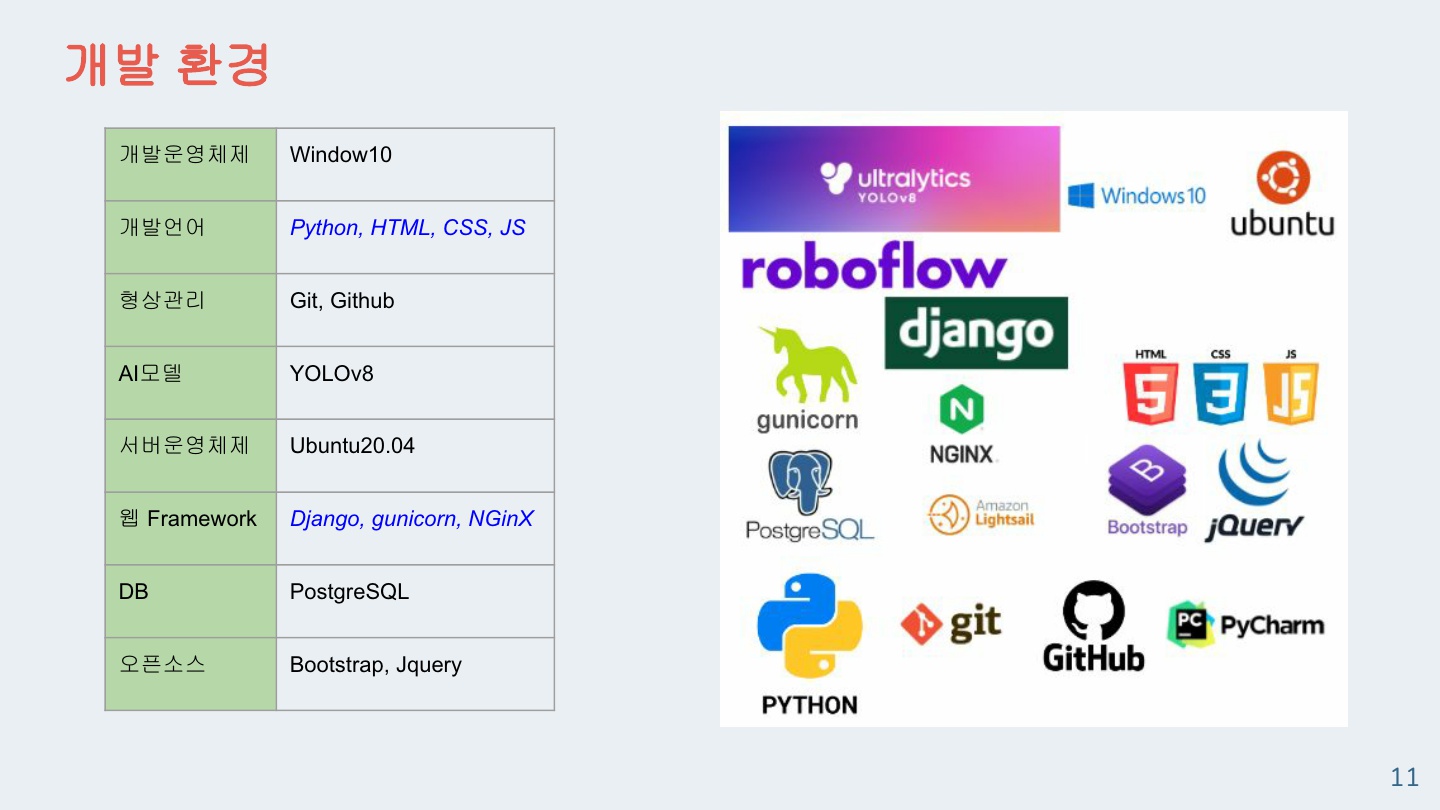 개발 환경
개발운영체제 Window10
개발언어 Python, HTML, CSS, JS
형상관리 Git, Github
AI모델 YOLOv8
서버운영체제 Ubuntu20.04
웹 Framework Django, gunicorn, NGinX
DB PostgreSQL
오픈소스 Bootstrap, Jquery
ultralytics
YOLOv8
Windows 10
ubuntu
roboflow
django
gunicorn
N
NGINX
HTML CSS JS
5 3 JS
PostgreSQL
Amazon
Lightsail
B
Bootstrap
jQuery
PYTHON
git
GitHub
PC
PyCharm
11